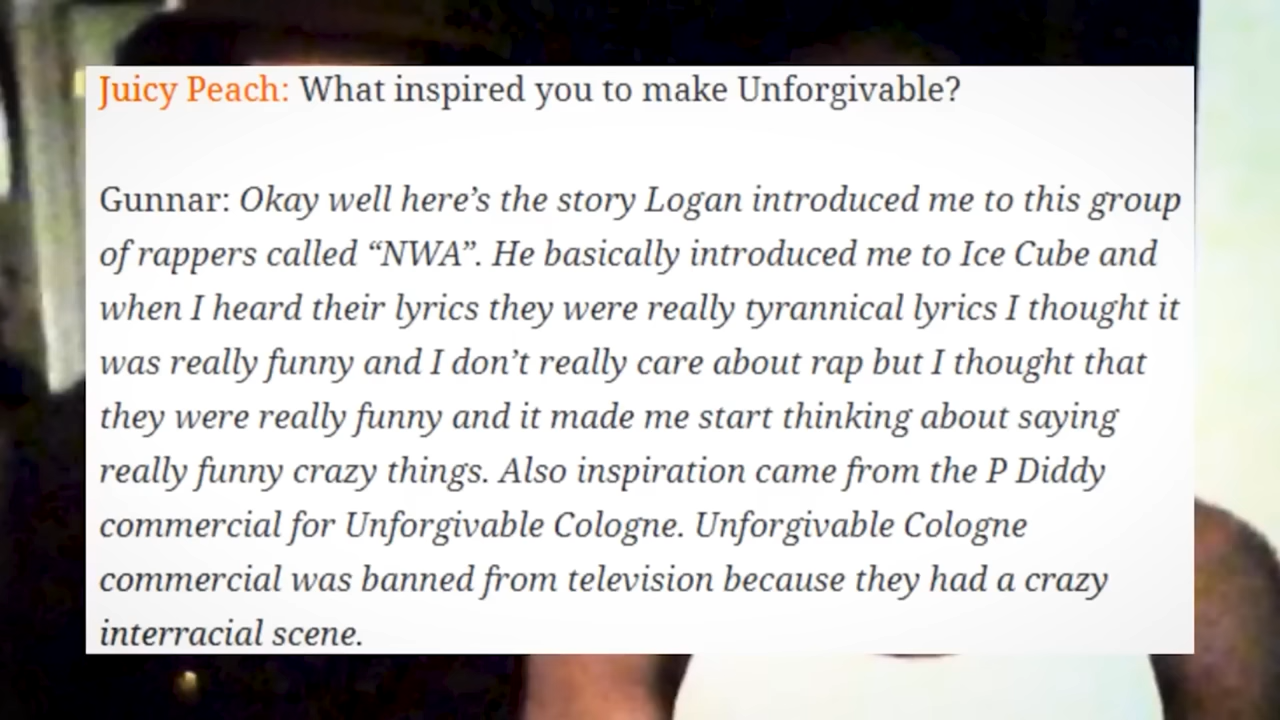 Juicy Peach: What inspired you to make Unforgivable?
Gunnar: Okay well here’s the story Logan introduced me to this group
of rappers called “NWA”. He basically introduced me to Ice Cube and
when I heard their lyrics they were really tyrannical lyrics I thought it
was really funny and I don’t really care about rap but I thought that
they were really funny and it made me start thinking about saying
really funny crazy things. Also inspiration came from the P Diddy
commercial for Unforgivable Cologne. Unforgivable Cologne
commercial was banned from television because they had a crazy
interracial scene.